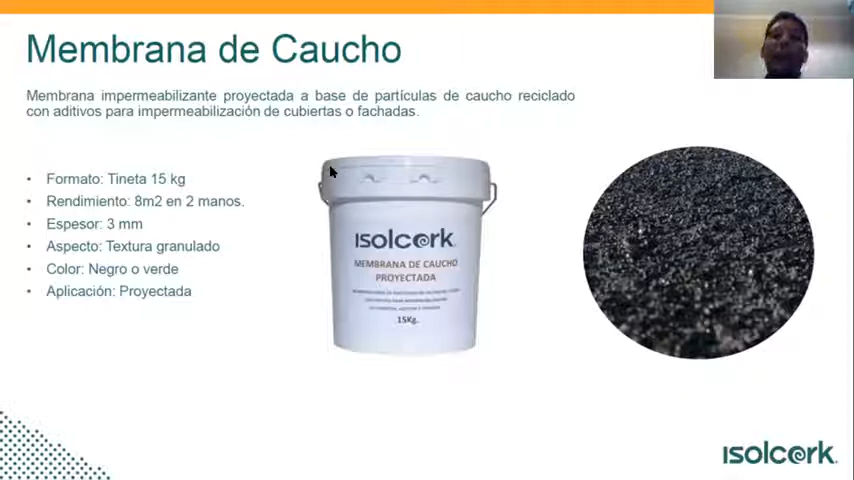 Membrana de Caucho
Membrana impermeabilizante proyectada a base de partículas de caucho reciclado
con aditivos para impermeabilización de cubiertas o fachadas.
• Formato: Tineta 15 kg
• Rendimiento: 8m2 en 2 manos.
• Espesor: 3 mm
• Aspecto: Textura granulado
• Color: Negro o verde
• Aplicación: Proyectada
ISOLCORK.
MEMBRANA DE CAUCHO
PROYECTADA
15Kg.
ISOLCORK.